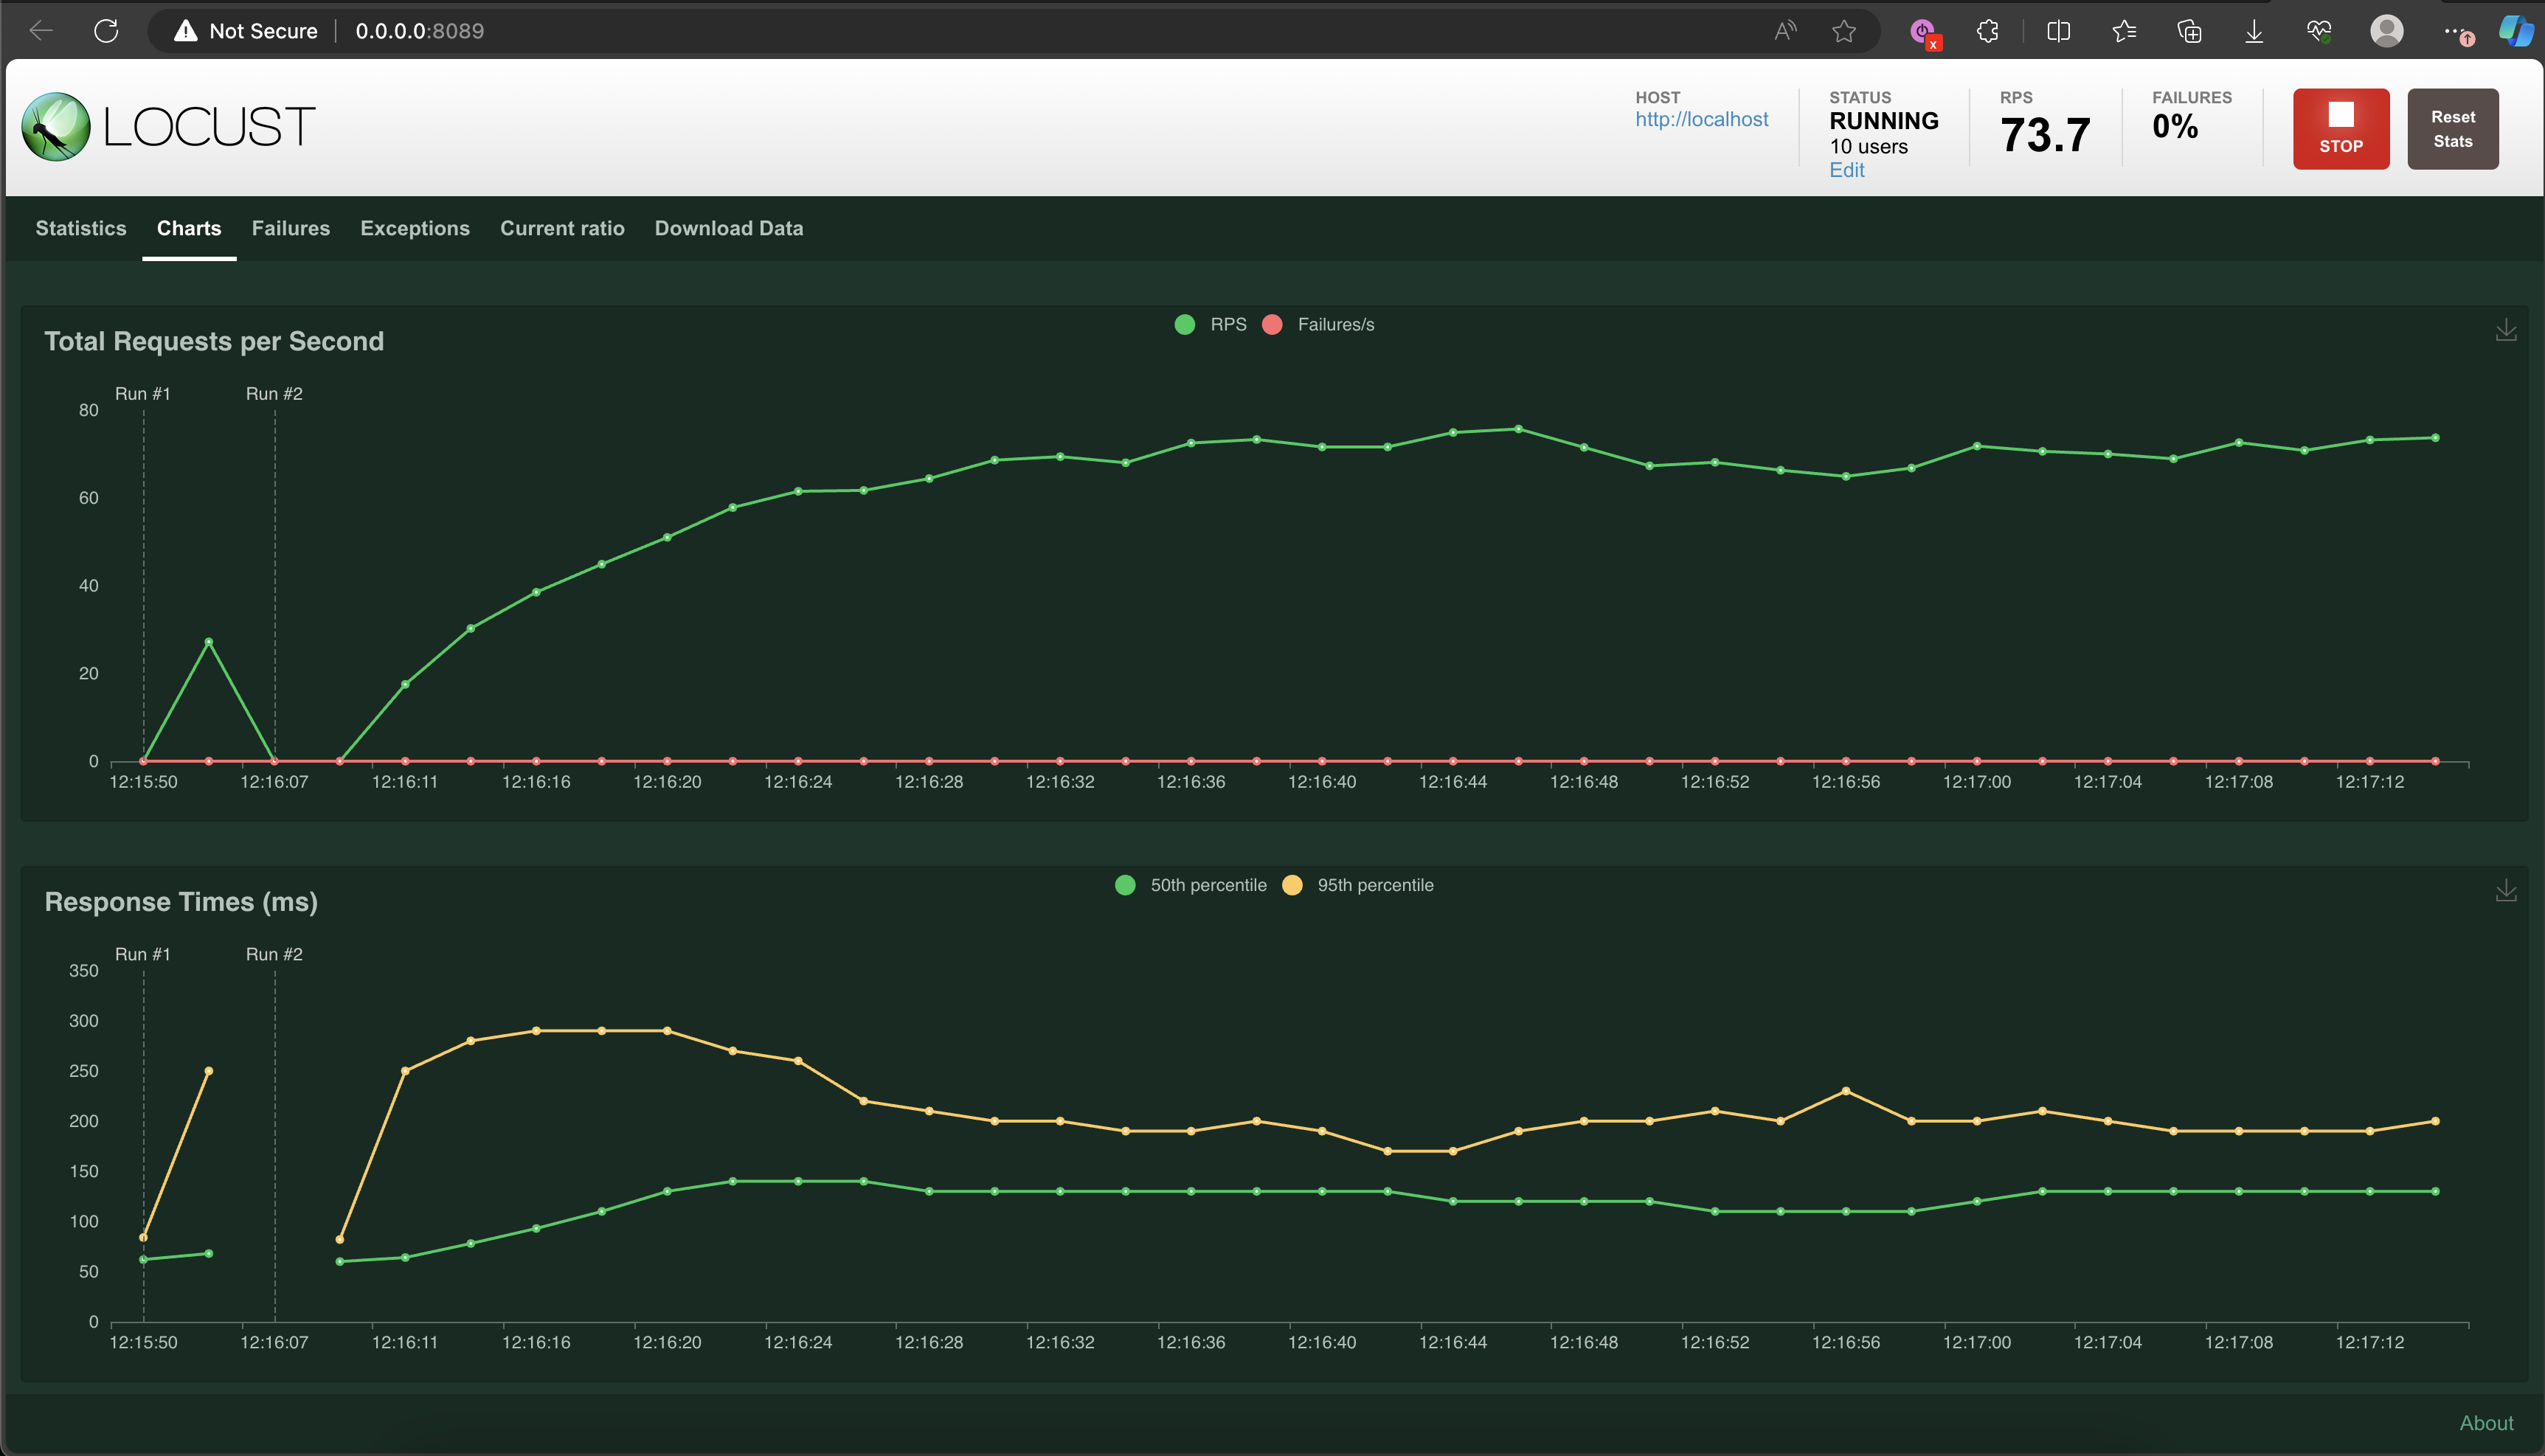 Not Secure 0.0.0.0:8089
x
LOCUST
HOST
http://localhost
STATUS
RUNNING
10 users
Edit
RPS
73.7
FAILURES
0%
STOP
Reset
Stats
Statistics Charts Failures Exceptions Current ratio Download Data
Total Requests per Second
RPS Failures/s
Run #1 Run #2
80
60
40
20
0
12:15:50 12:16:07 12:16:11 12:16:16 12:16:20 12:16:24 12:16:28 12:16:32 12:16:36 12:16:40 12:16:44 12:16:48 12:16:52 12:16:56 12:17:00 12:17:04 12:17:08 12:17:12
Response Times (ms)
50th percentile 95th percentile
Run #1 Run #2
350
300
250
200
150
100
50
0
12:15:50 12:16:07 12:16:11 12:16:16 12:16:20 12:16:24 12:16:28 12:16:32 12:16:36 12:16:40 12:16:44 12:16:48 12:16:52 12:16:56 12:17:00 12:17:04 12:17:08 12:17:12
About